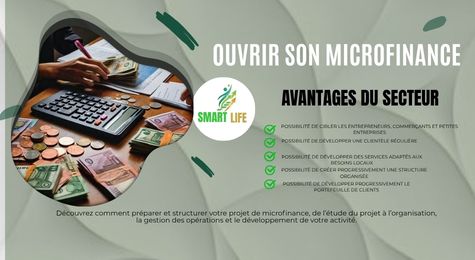 OUVRIR SON MICROFINANCE
SMART LIFE
AVANTAGES DU SECTEUR
POSSIBILITÉ DE CIBLER LES ENTREPRENEURS, COMMERÇANTS ET PETITES
ENTREPRISES
POSSIBILITÉ DE DÉVELOPPER UNE CLIENTÈLE RÉGULIÈRE
POSSIBILITÉ DE DÉVELOPPER DES SERVICES ADAPTÉS AUX
BESOINS LOCAUX
POSSIBILITÉ DE CRÉER PROGRESSIVEMENT UNE STRUCTURE
ORGANISÉE
POSSIBILITÉ DE DÉVELOPPER PROGRESSIVEMENT LE
PORTEFEUILLE DE CLIENTS
Découvrez comment préparer et structurer votre projet de microfinance, de l'étude du projet à l'organisation,
la gestion des opérations et le développement de votre activité.